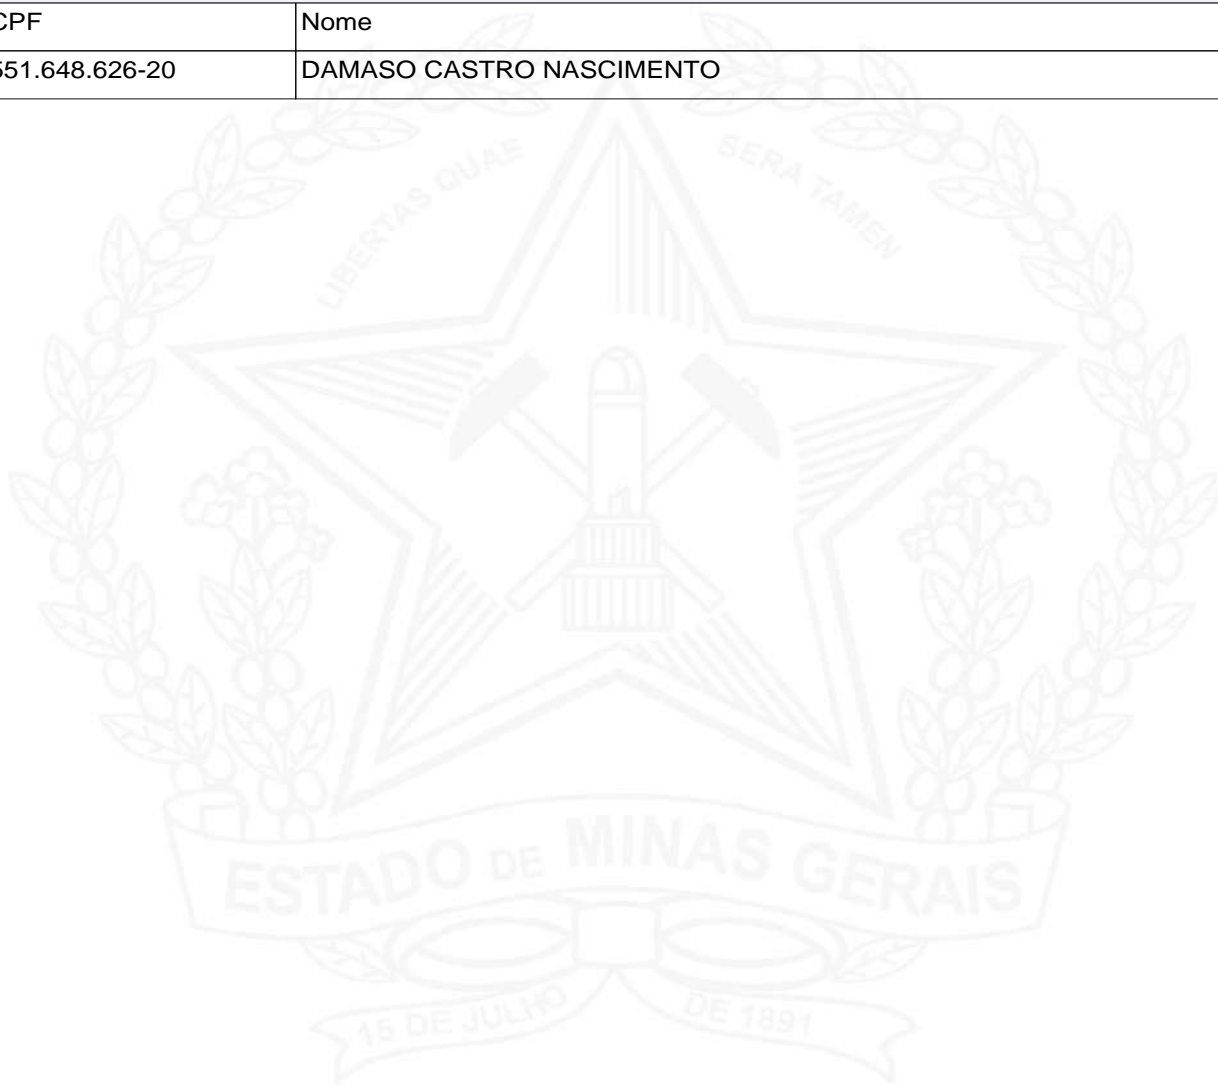 CPF Nome
551.648.626-20 DAMASO CASTRO NASCIMENTO
LIBERTAS QUAE SERA TAMEN
ESTADO DE MINAS GERAIS
15 DE JULHO DE 1891